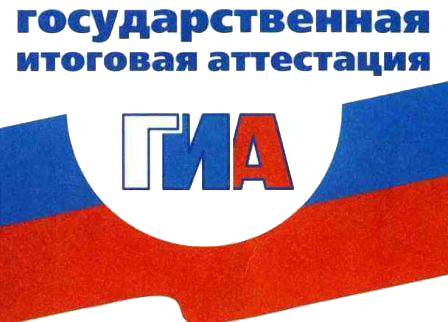 государственная
итоговая аттестация
ГИА